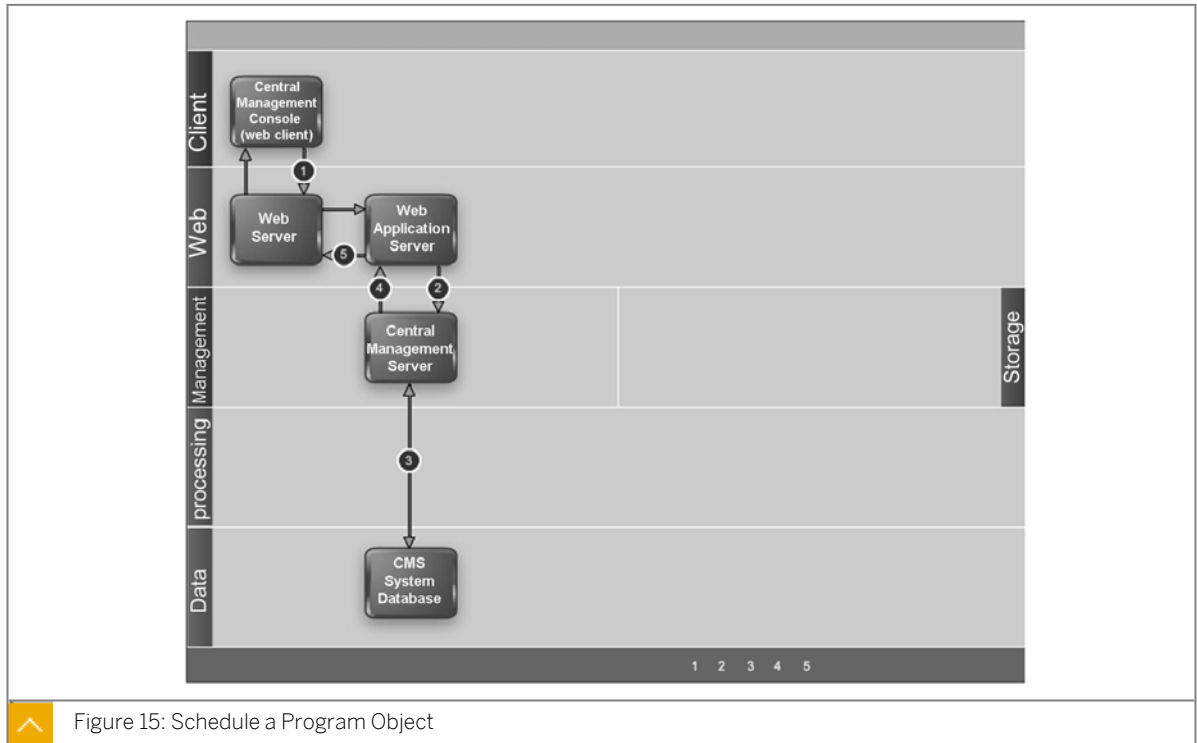 Client
Central
Management
Console
(web client)
1
Web
Web
Server
Web
Application
Server
5
4
2
Management
Central
Management
Server
Storage
processing
3
Data
CMS
System
Database
1 2 3 4 5
Figure 15: Schedule a Program Object